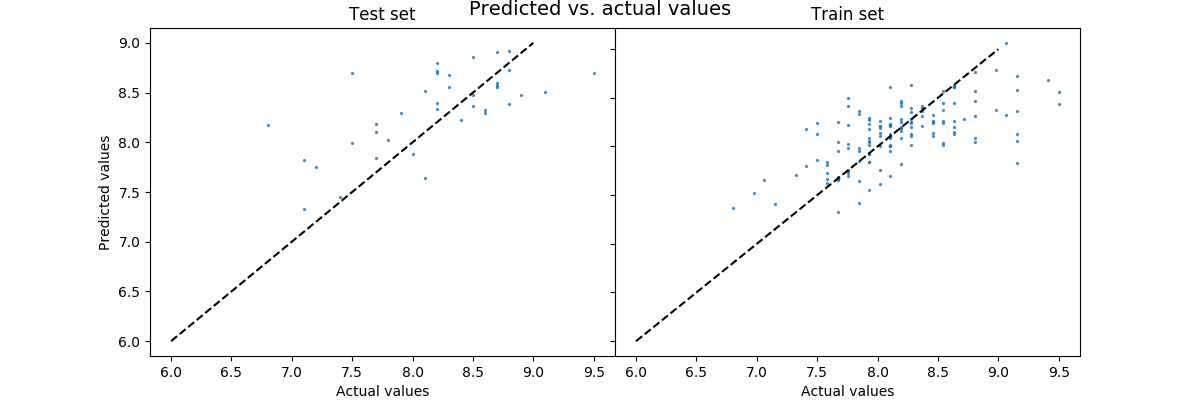 Predicted vs. actual values
Test set
Train set
Predicted values
9.0
8.5
8.0
7.5
7.0
6.5
6.0
6.0 6.5 7.0 7.5 8.0 8.5 9.0 9.5
Actual values
6.0 6.5 7.0 7.5 8.0 8.5 9.0 9.5
Actual values